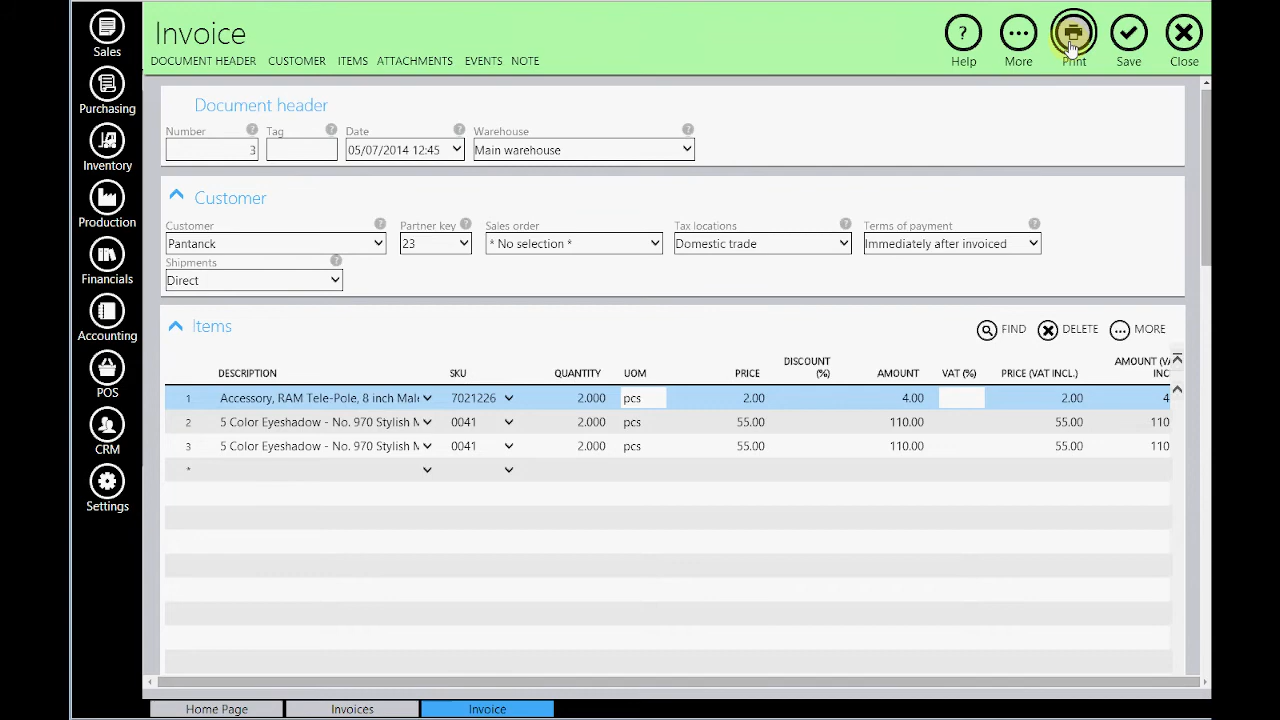 Invoice
DOCUMENT HEADER CUSTOMER ITEMS ATTACHMENTS EVENTS NOTE
? Help More Print Save Close
Sales
Purchasing
Inventory
Production
Financials
Accounting
POS
CRM
Settings
Document header
Number ? Tag ? Date ? Warehouse ?
3 05/07/2014 12:45 Main warehouse
Customer
Customer ? Partner key ? Sales order Tax locations ? Terms of payment ?
Pantanck 23 * No selection * Domestic trade Immediately after invoiced
Shipments ?
Direct
Items
FIND DELETE MORE
DESCRIPTION SKU QUANTITY UOM PRICE DISCOUNT (%) AMOUNT VAT (%) PRICE (VAT INCL.) AMOUNT (VA INC
1 Accessory, RAM Tele-Pole, 8 inch Male 7021226 2.000 pcs 2.00 4.00 2.00 4
2 5 Color Eyeshadow - No. 970 Stylish M 0041 2.000 pcs 55.00 110.00 55.00 110
3 5 Color Eyeshadow - No. 970 Stylish M 0041 2.000 pcs 55.00 110.00 55.00 110
*
Home Page Invoices Invoice